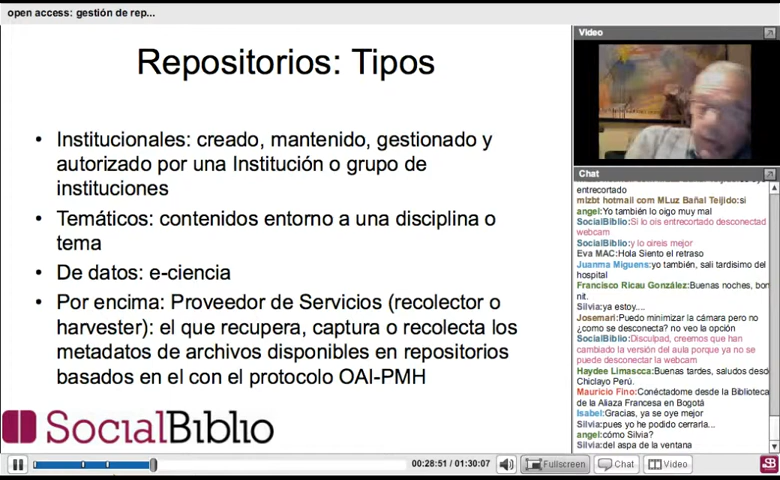 open access: gestión de rep...
Repositorios: Tipos
• Institucionales: creado, mantenido, gestionado y
autorizado por una Institución o grupo de
instituciones
• Temáticos: contenidos entorno a una disciplina o
tema
• De datos: e-ciencia
• Por encima: Proveedor de Servicios (recolector o
harvester): el que recupera, captura o recolecta los
metadatos de archivos disponibles en repositorios
basados en el con el protocolo OAI-PMH
SocialBiblio
Video
Chat
entrecortado
mlzbt hotmail com MLuz Bañal Teijido:si
angel:Yo también lo oigo muy mal
SocialBiblio:Si lo ois entrecortado desconectad
webcam
SocialBiblio:y lo oireis mejor
Eva MAC:Hola Siento el retraso
Juanma Miguens:yo también, sali tardisimo del
hospital
Francisco Ricau González:Buenas noches, bon
nit.
Silvia:ya estoy....
Josemari:Puedo minimizar la cámara pero no
¿como se desconecta? no veo la opción
SocialBiblio:Disculpad, creemos que han
cambiado la versión del aula porque ya no se
puede desconectar la webcam
Haydee Limascca:Buenas tardes, saludos desd
Chiclayo Perú.
Mauricio Fino:Conéctadome desde la Biblioteca
de la Aliaza Francesa en Bogotá
Isabel:Gracias, ya se oye mejor
Silvia:pues yo he podido cerrarla...
angel:cómo Silvia?
Silvia:del aspa de la ventana
00:28:51 / 01:30:07
Fullscreen
Chat
Video
SB